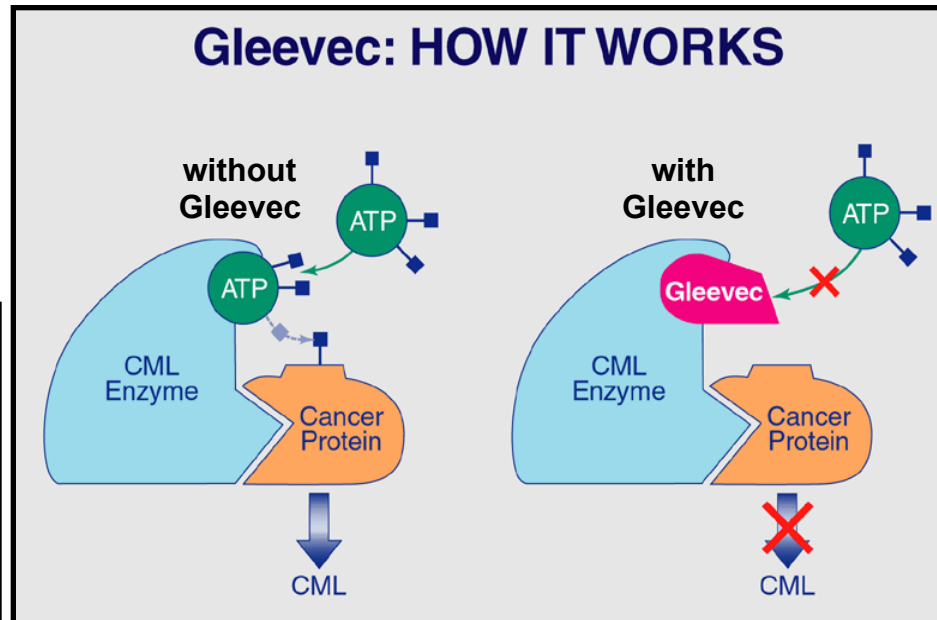 Gleevec: HOW IT WORKS
without
Gleevec
ATP
ATP
CML
Enzyme
Cancer
Protein
CML
with
Gleevec
ATP
Gleevec
CML
Enzyme
Cancer
Protein
CML